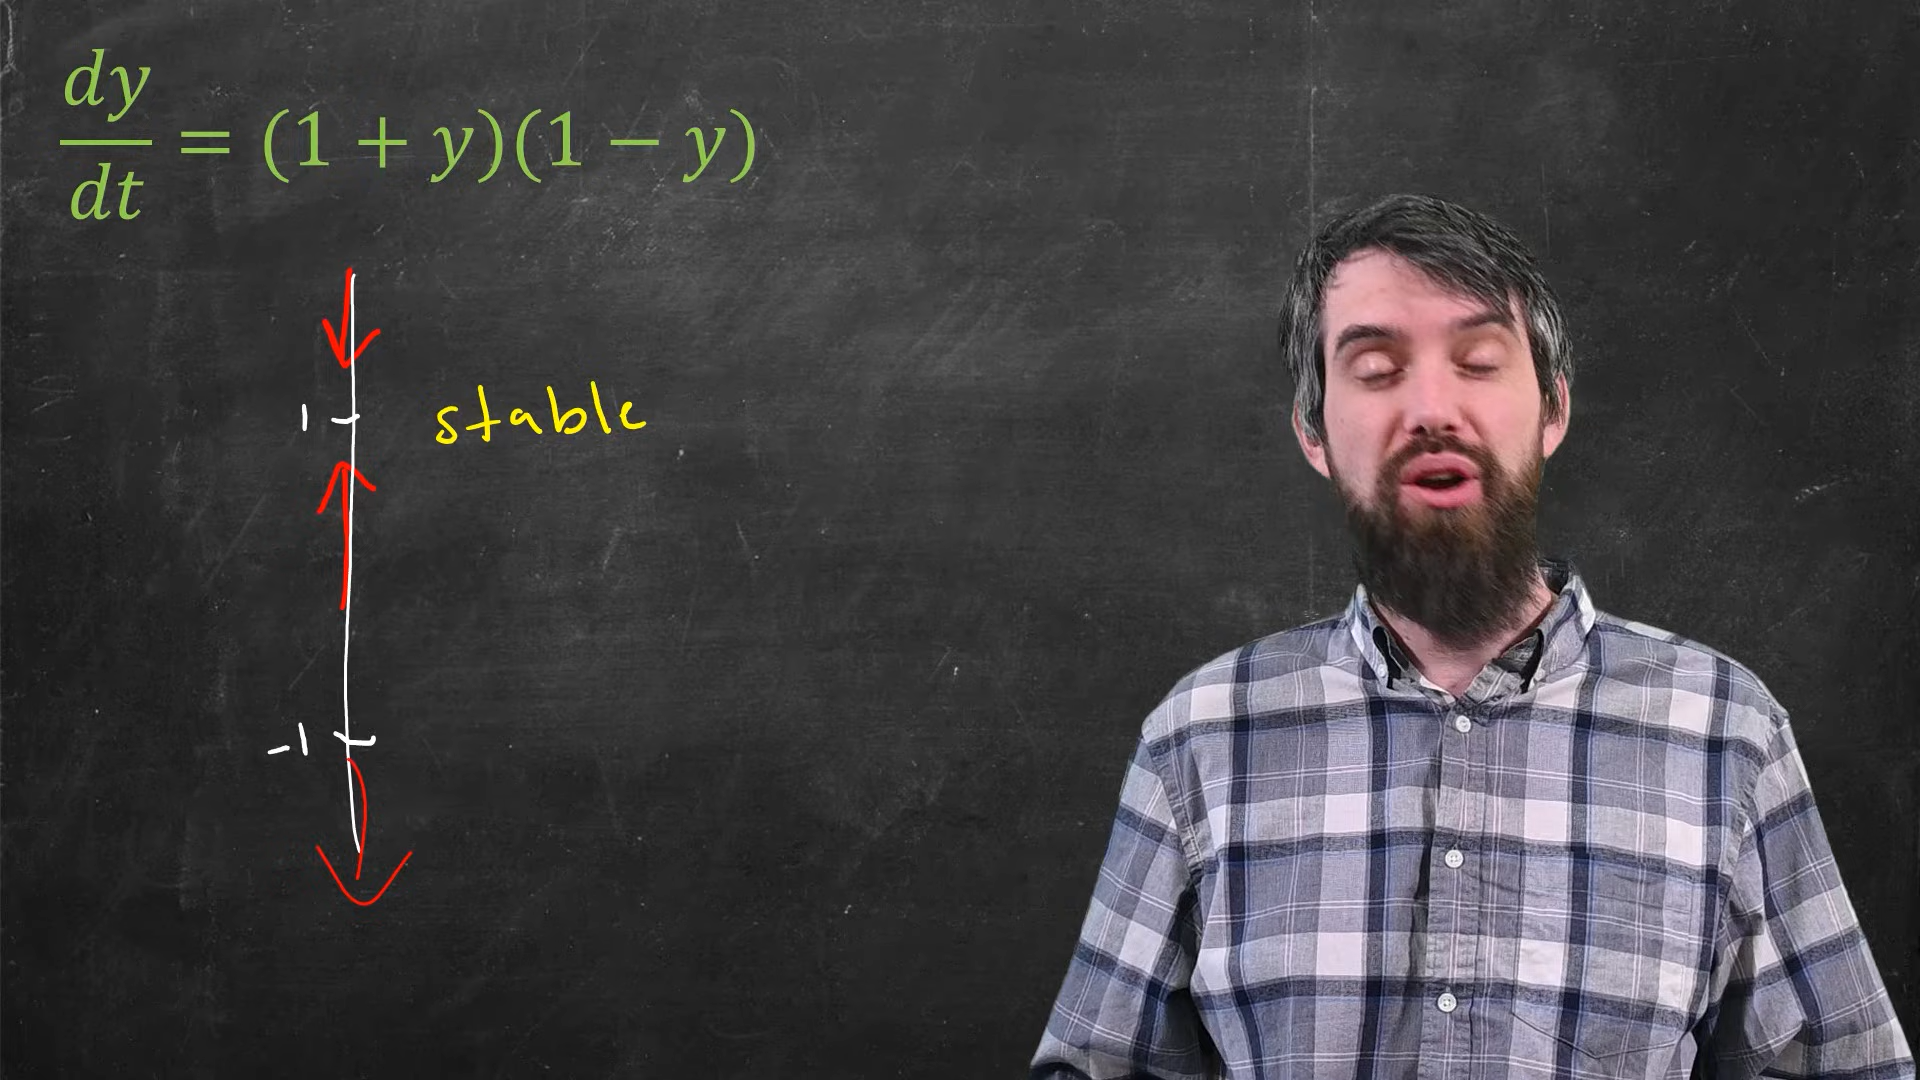 dy/dt = (1 + y)(1 − y)
1 stable
-1